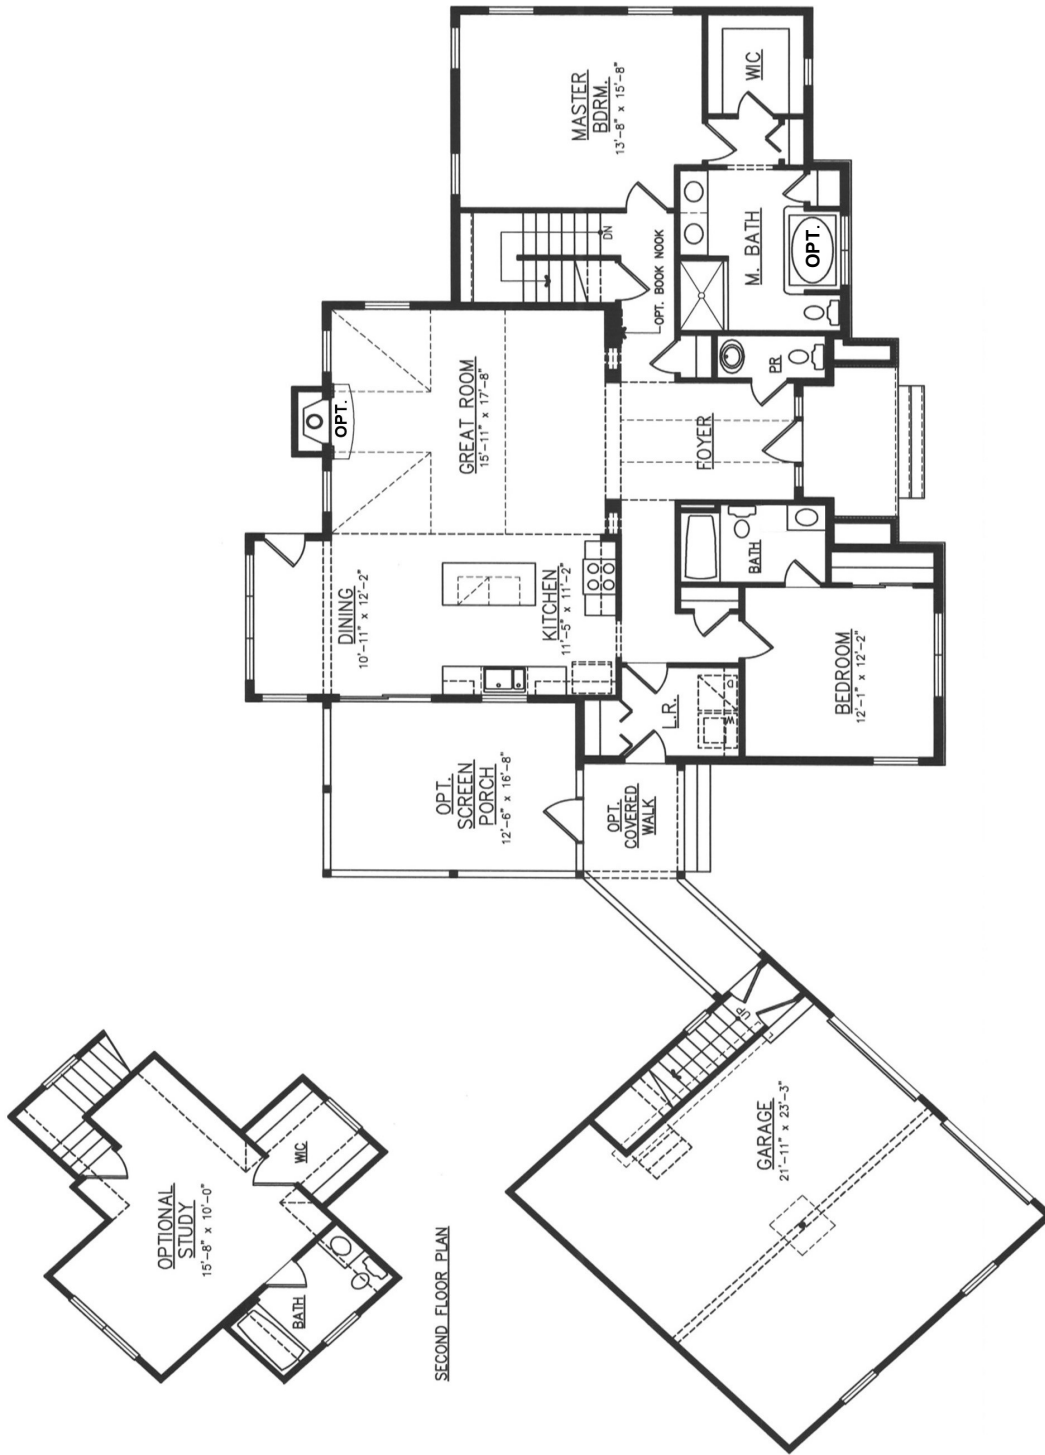 MASTER
BDRM.
13'-8" x 15'-8"
WIC
DN
OPT. BOOK NOOK
M. BATH
OPT.
PR
GREAT ROOM
15'-11" x 17'-8"
OPT.
FOYER
DINING
10'-11" x 12'-2"
KITCHEN
11'-5" x 11'-2"
BATH
BEDROOM
12'-1" x 12'-2"
L.R.
W
D
OPT.
SCREEN
PORCH
12'-6" x 16'-8"
OPT.
COVERED
WALK
UP
GARAGE
21'-11" x 23'-3"
OPTIONAL
STUDY
15'-8" x 10'-0"
WIC
BATH
SECOND FLOOR PLAN